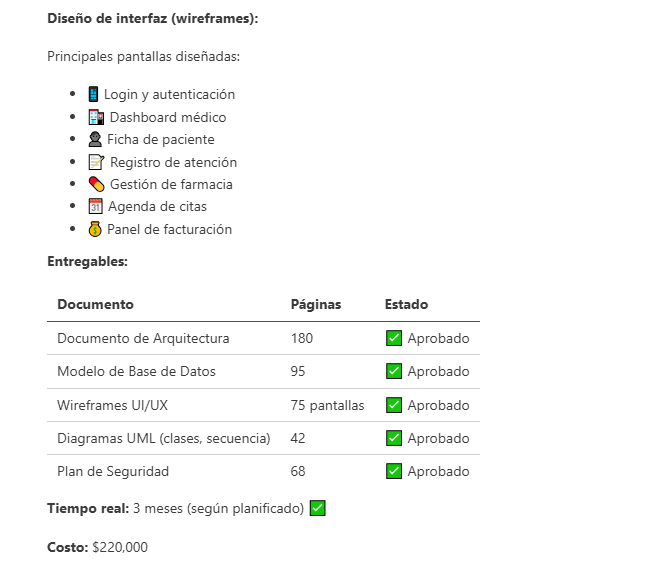 Diseño de interfaz (wireframes):
Principales pantallas diseñadas:
• 📱 Login y autenticación
• 🏥 Dashboard médico
• 👤 Ficha de paciente
• 📝 Registro de atención
• 💊 Gestión de farmacia
• 📅 Agenda de citas
• 💰 Panel de facturación
Entregables:
Documento Páginas Estado
Documento de Arquitectura 180 ✅ Aprobado
Modelo de Base de Datos 95 ✅ Aprobado
Wireframes UI/UX 75 pantallas ✅ Aprobado
Diagramas UML (clases, secuencia) 42 ✅ Aprobado
Plan de Seguridad 68 ✅ Aprobado
Tiempo real: 3 meses (según planificado) ✅
Costo: $220,000